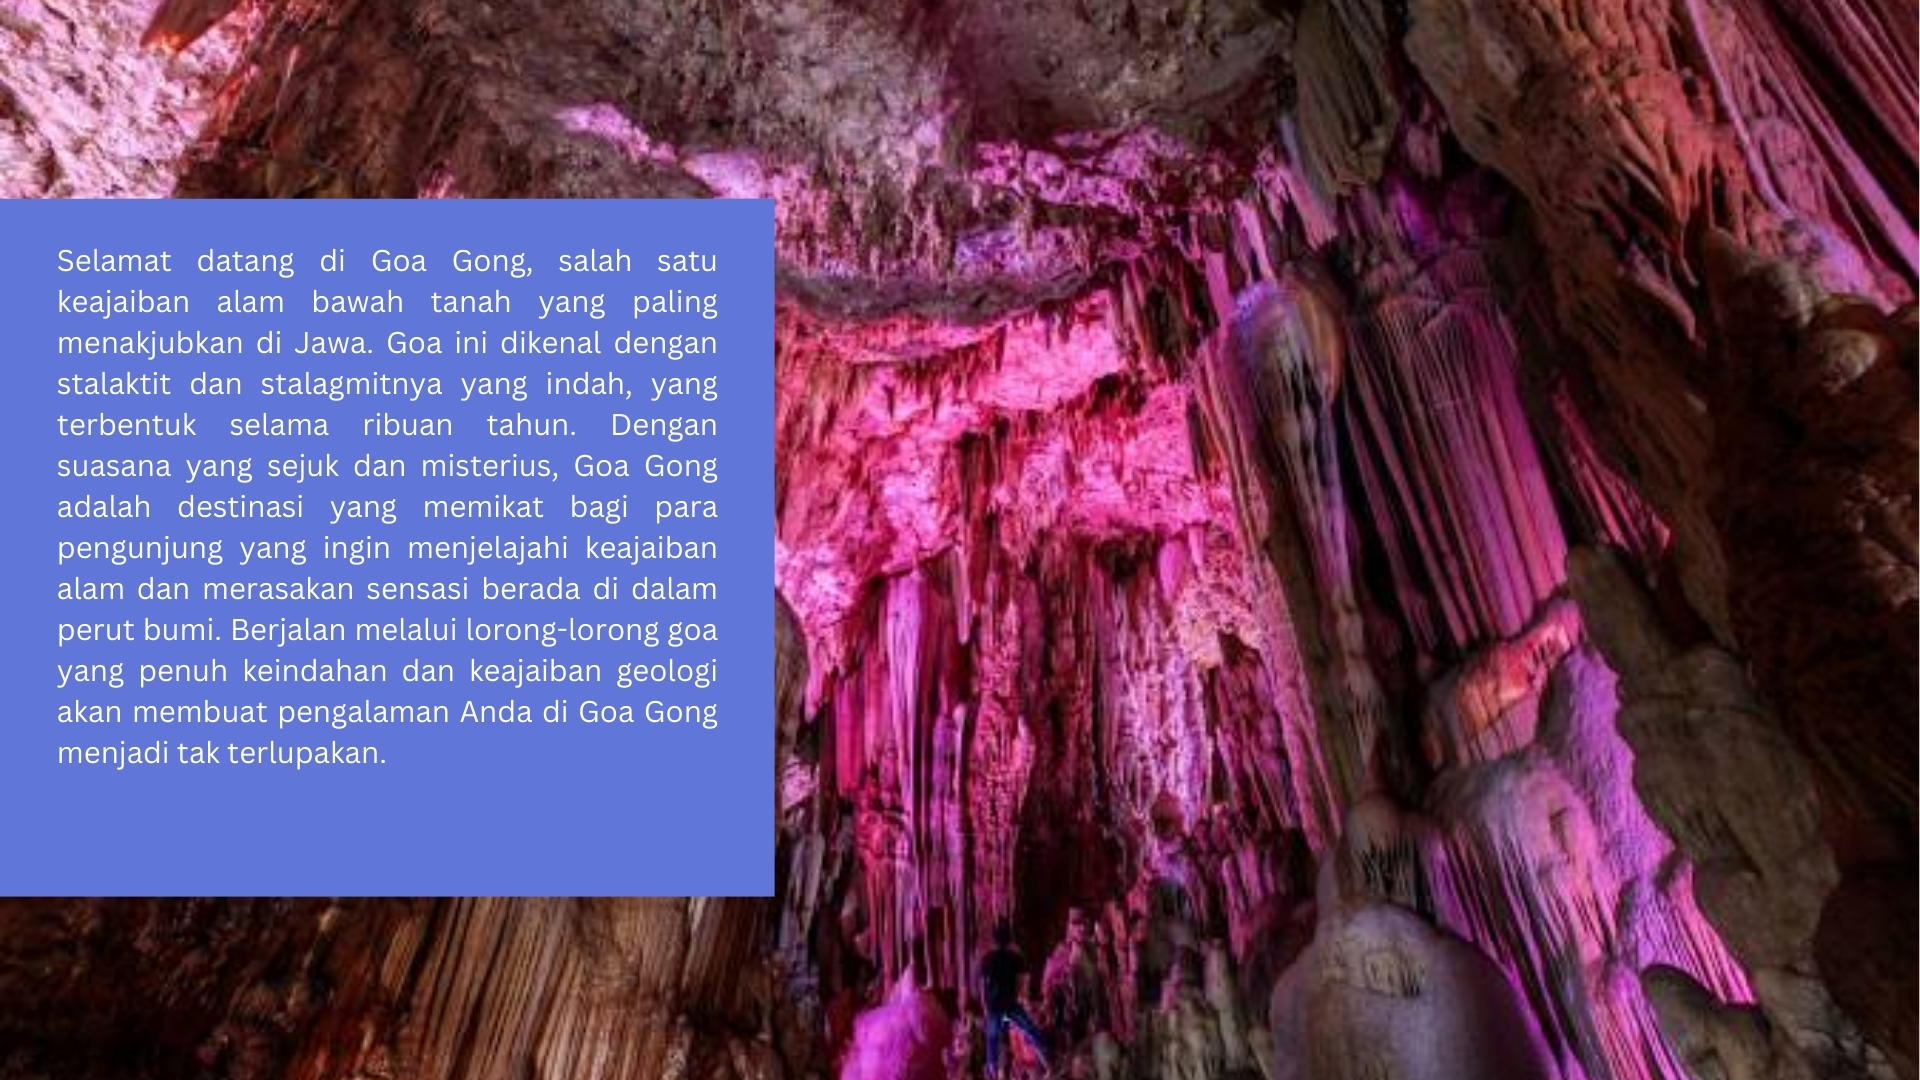 Selamat datang di Goa Gong, salah satu
keajaiban alam bawah tanah yang paling
menakjubkan di Jawa. Goa ini dikenal dengan
stalaktit dan stalagmitnya yang indah, yang
terbentuk selama ribuan tahun. Dengan
suasana yang sejuk dan misterius, Goa Gong
adalah destinasi yang memikat bagi para
pengunjung yang ingin menjelajahi keajaiban
alam dan merasakan sensasi berada di dalam
perut bumi. Berjalan melalui lorong-lorong goa
yang penuh keindahan dan keajaiban geologi
akan membuat pengalaman Anda di Goa Gong
menjadi tak terlupakan.